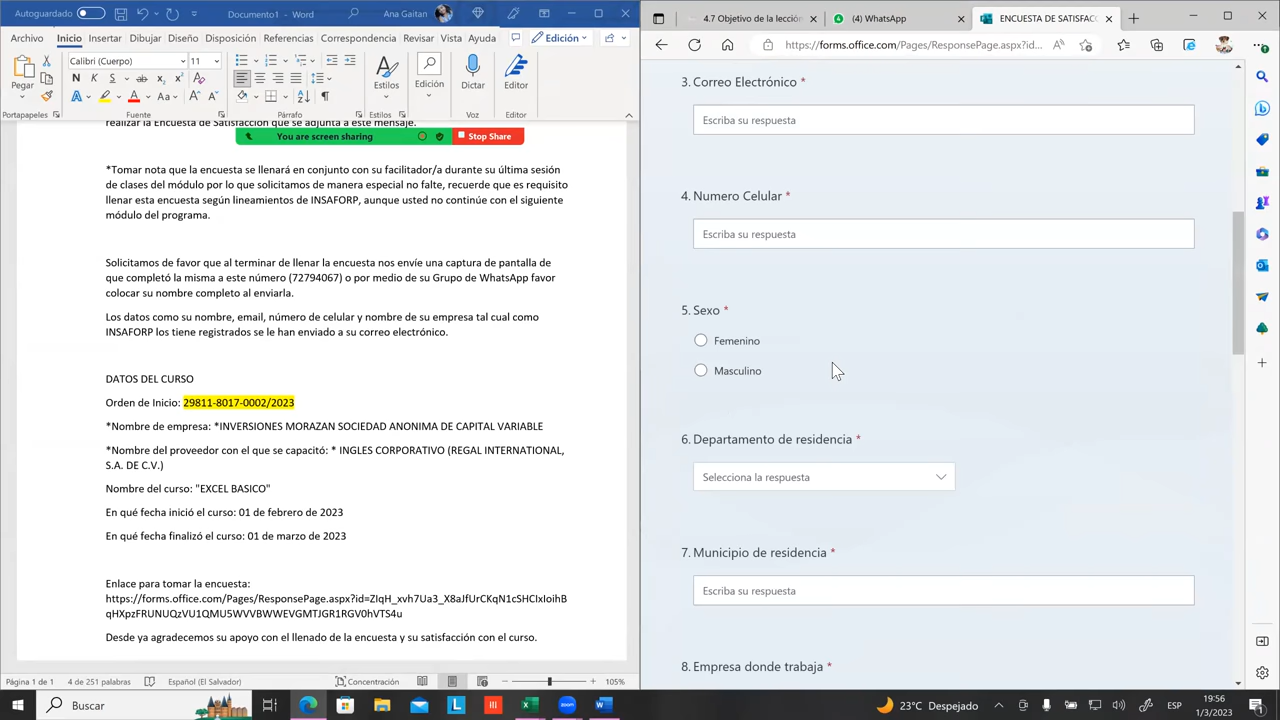 Autoguardado
Documento1 - Word
Ana Gaitan
Archivo Inicio Insertar Dibujar Diseño Disposición Referencias Correspondencia Revisar Vista Ayuda
Edición
Pegar
Calibri (Cuerpo) 11
N K S ab x₂ x²
Aa
Estilos
Edición
Dictar
Editor
Portapapeles Fuente Párrafo Estilos Voz Editor
realizar la Encuesta de Satisfacción que se adjunta a este mensaje.
You are screen sharing Stop Share
*Tomar nota que la encuesta se llenará en conjunto con su facilitador/a durante su última sesión
de clases del módulo por lo que solicitamos de manera especial no falte, recuerde que es requisito
llenar esta encuesta según lineamientos de INSAFORP, aunque usted no continúe con el siguiente
módulo del programa.
Solicitamos de favor que al terminar de llenar la encuesta nos envíe una captura de pantalla de
que completó la misma a este número (72794067) o por medio de su Grupo de WhatsApp favor
colocar su nombre completo al enviarla.
Los datos como su nombre, email, número de celular y nombre de su empresa tal cual como
INSAFORP los tiene registrados se le han enviado a su correo electrónico.
DATOS DEL CURSO
Orden de Inicio: 29811-8017-0002/2023
*Nombre de empresa: *INVERSIONES MORAZAN SOCIEDAD ANONIMA DE CAPITAL VARIABLE
*Nombre del proveedor con el que se capacitó: * INGLES CORPORATIVO (REGAL INTERNATIONAL,
S.A. DE C.V.)
Nombre del curso: "EXCEL BASICO"
En qué fecha inició el curso: 01 de febrero de 2023
En qué fecha finalizó el curso: 01 de marzo de 2023
Enlace para tomar la encuesta:
https://forms.office.com/Pages/ResponsePage.aspx?id=ZIqH_xvh7Ua3_X8aJfUrCKqN1cSHCIxIoihB
qHXpzFRUNUQzVU1QMU5WVVBWWEVGMTJGR1RGV0hVTS4u
Desde ya agradecemos su apoyo con el llenado de la encuesta y su satisfacción con el curso.
Página 1 de 1 4 de 251 palabras Español (El Salvador) Concentración 105%
4.7 Objetivo de la lección
(4) WhatsApp
ENCUESTA DE SATISFACC
https://forms.office.com/Pages/ResponsePage.aspx?id...
3. Correo Electrónico *
Escriba su respuesta
4. Numero Celular *
Escriba su respuesta
5. Sexo *
Femenino
Masculino
6. Departamento de residencia *
Selecciona la respuesta
7. Municipio de residencia *
Escriba su respuesta
8. Empresa donde trabaja *
Buscar
23°C Despejado
ESP
19:56
1/3/2023